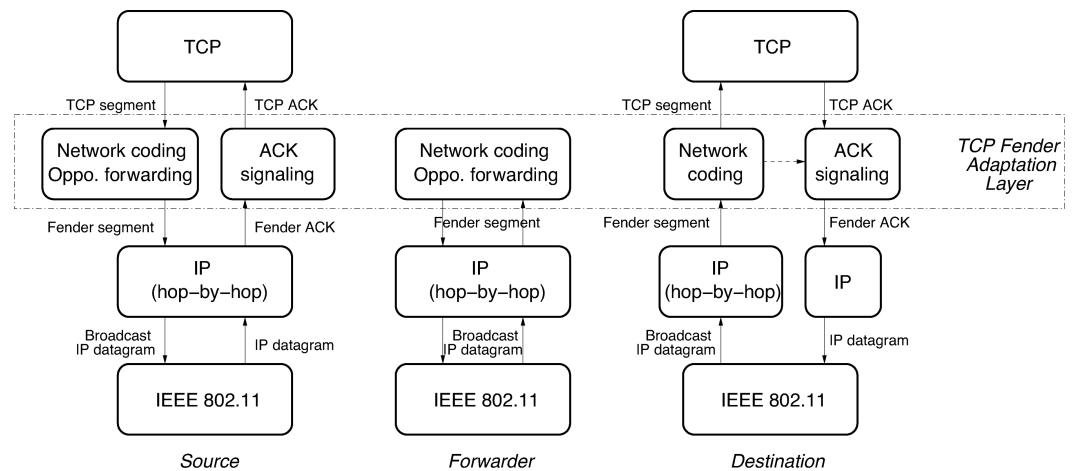 TCP
TCP
TCP segment
TCP ACK
TCP segment
TCP ACK
Network coding
Oppo. forwarding
ACK
signaling
Network coding
Oppo. forwarding
Network
coding
ACK
signaling
TCP Fender
Adaptation
Layer
Fender segment
Fender ACK
Fender segment
Fender segment
Fender ACK
IP
(hop−by−hop)
IP
(hop−by−hop)
IP
(hop−by−hop)
IP
Broadcast
IP datagram
IP datagram
Broadcast
IP datagram
Broadcast
IP datagram
IP datagram
IEEE 802.11
IEEE 802.11
IEEE 802.11
Source
Forwarder
Destination